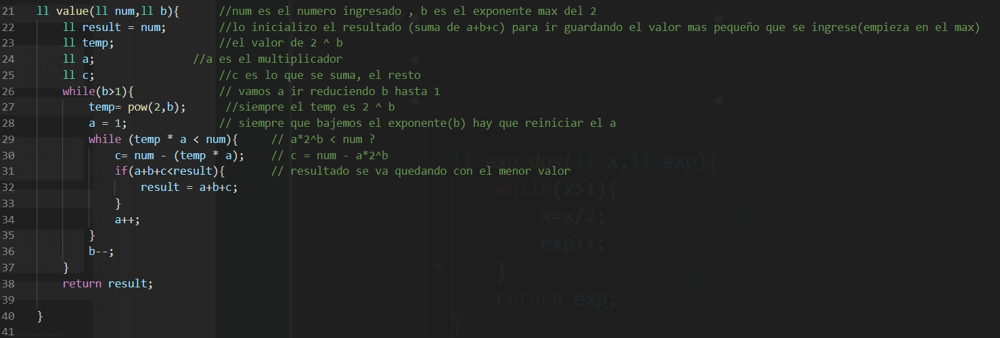 21 ll value(ll num,ll b){ //num es el numero ingresado , b es el exponente max del 2
22 ll result = num; //lo inicializo el resultado (suma de a+b+c) para ir guardando el valor mas pequeño que se ingrese(empieza en el max)
23 ll temp; //el valor de 2 ^ b
24 ll a; //a es el multiplicador
25 ll c; //c es lo que se suma, el resto
26 while(b>1){ // vamos a ir reduciendo b hasta 1
27 temp= pow(2,b); //siempre el temp es 2 ^ b
28 a = 1; // siempre que bajemos el exponente(b) hay que reiniciar el a
29 while (temp * a < num){ // a*2^b < num ?
30 c= num - (temp * a); // c = num - a*2^b
31 if(a+b+c<result){ // resultado se va quedando con el menor valor
32 result = a+b+c;
33 }
34 a++;
35 }
36 b--;
37 }
38 return result;
39
40 }
41
ll exp_dos(ll x,ll exp){
while(x>1){
x=x/2;
exp++;
}
return exp;
}